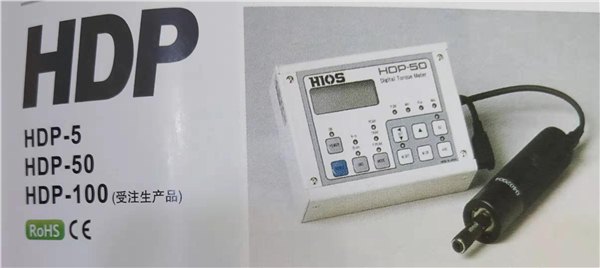 HDP
HDP-5
HDP-50
HDP-100 (受注生产品)
RoHS CE
HIOS
HDP-50
Digital Torque Meter
POWER